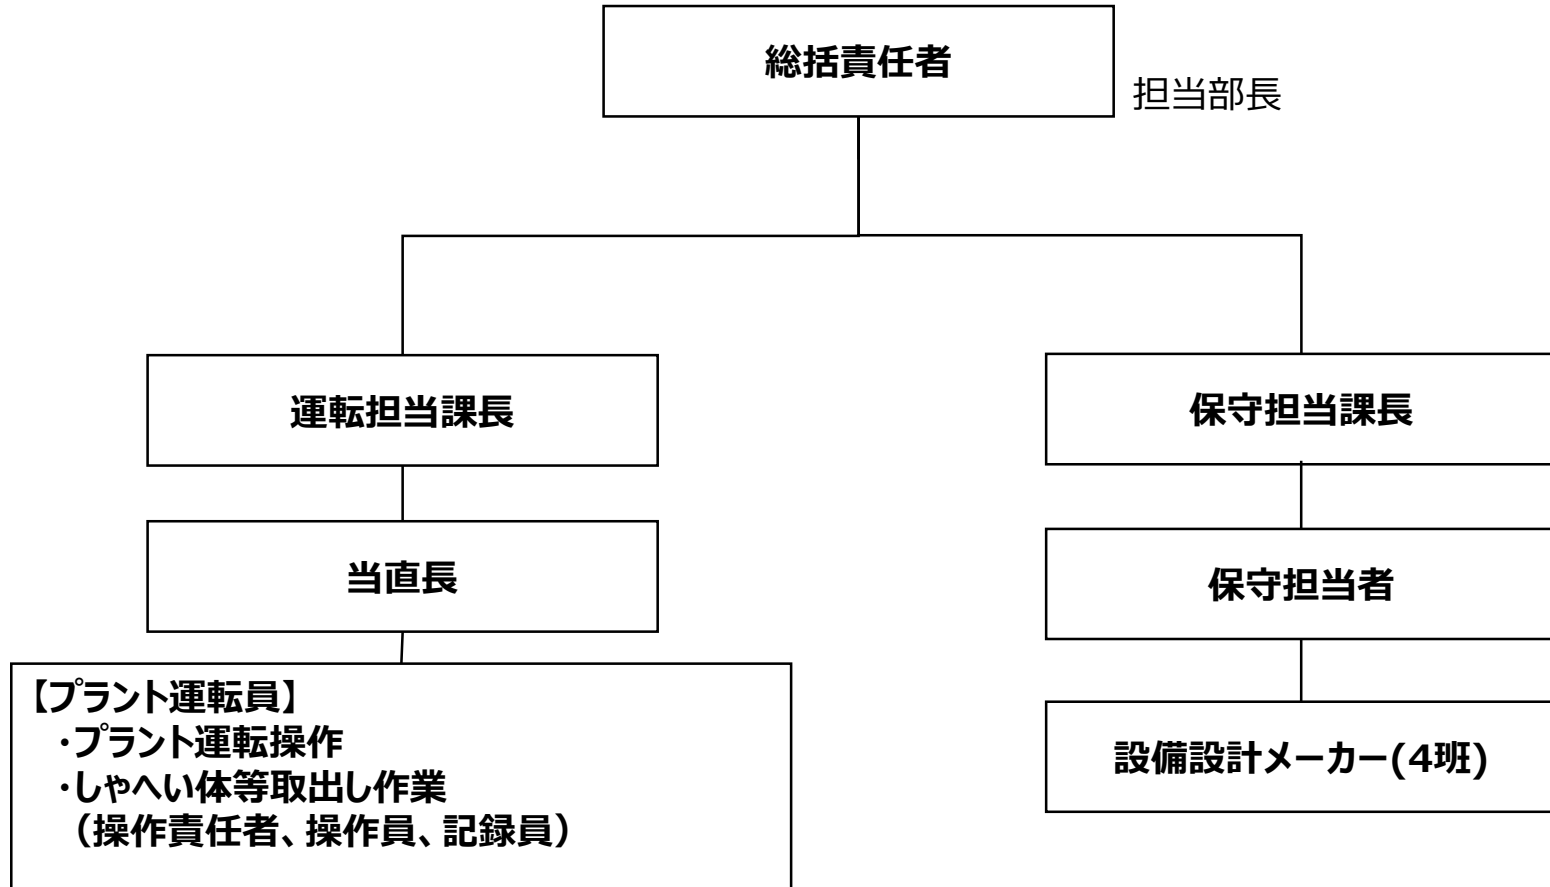 総括責任者
担当部長
運転担当課長
保守担当課長
当直長
保守担当者
【プラント運転員】
・プラント運転操作
・しゃへい体等取出し作業
（操作責任者、操作員、記録員）
設備設計メーカー(4班)